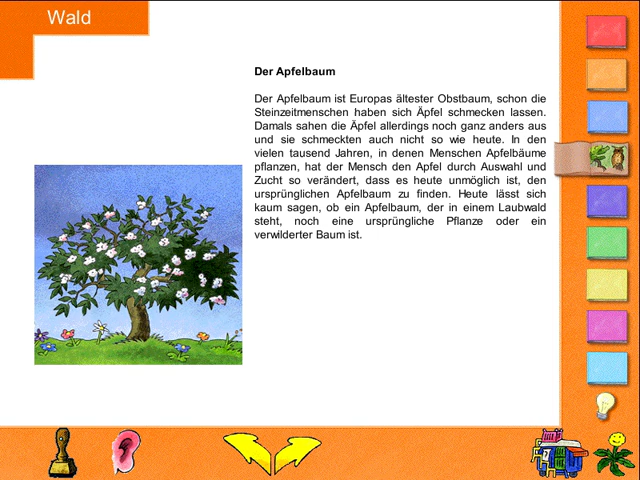 Wald
Der Apfelbaum
Der Apfelbaum ist Europas ältester Obstbaum, schon die
Steinzeitmenschen haben sich Äpfel schmecken lassen.
Damals sahen die Äpfel allerdings noch ganz anders aus
und sie schmeckten auch nicht so wie heute. In den
vielen tausend Jahren, in denen Menschen Apfelbäume
pflanzen, hat der Mensch den Apfel durch Auswahl und
Zucht so verändert, dass es heute unmöglich ist, den
ursprünglichen Apfelbaum zu finden. Heute lässt sich
kaum sagen, ob ein Apfelbaum, der in einem Laubwald
steht, noch eine ursprüngliche Pflanze oder ein
verwilderter Baum ist.